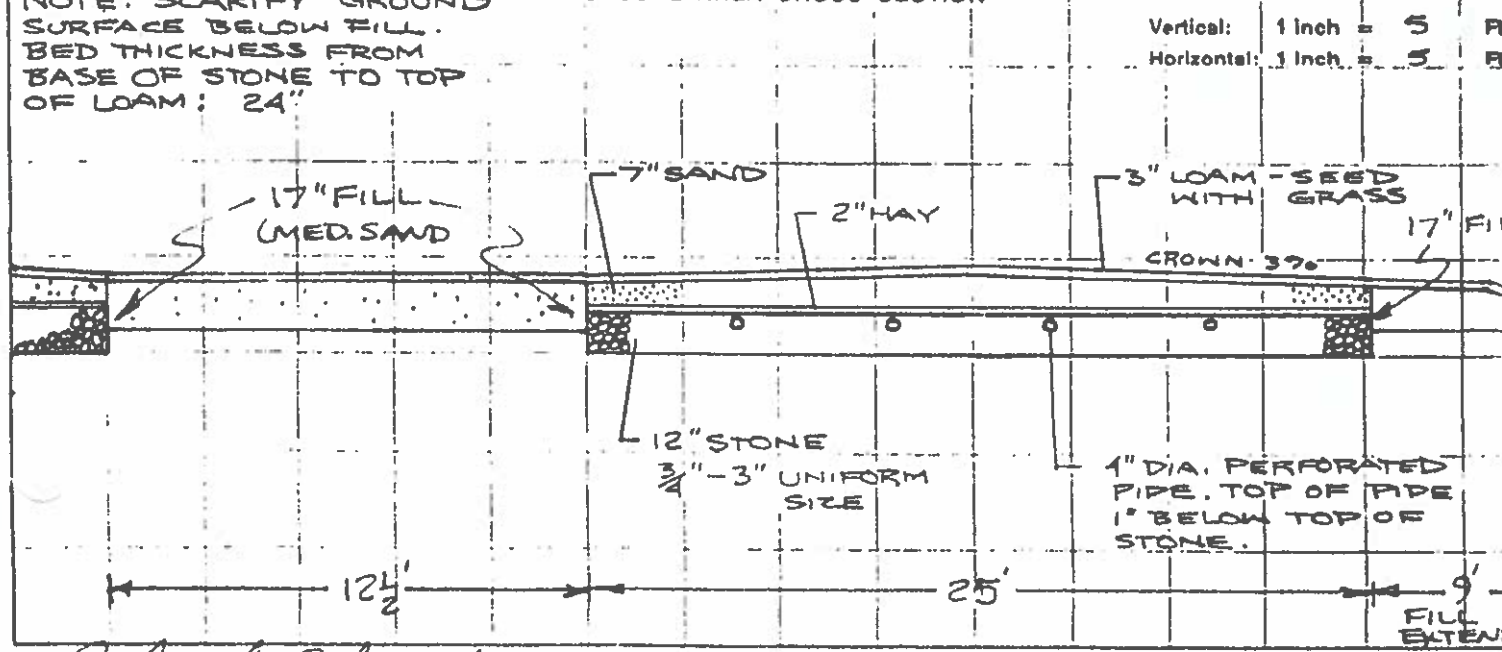 NOTE: SCARIFY GROUND
SURFACE BELOW FILL.
BED THICKNESS FROM
BASE OF STONE TO TOP
OF LOAM: 24"
CROSS SECTION
Vertical: 1 inch = 5
Horizontal: 1 inch = 5
17" FILL
(MED. SAND
7" SAND
2" HAY
3" LOAM - SEED
WITH GRASS
17" FI
CROWN 3%
12" STONE
3/4" - 3" UNIFORM
SIZE
4" DIA. PERFORATED
PIPE. TOP OF PIPE
1" BELOW TOP OF
STONE.
12 1/2'
25'
9'
FILL
EXTEN